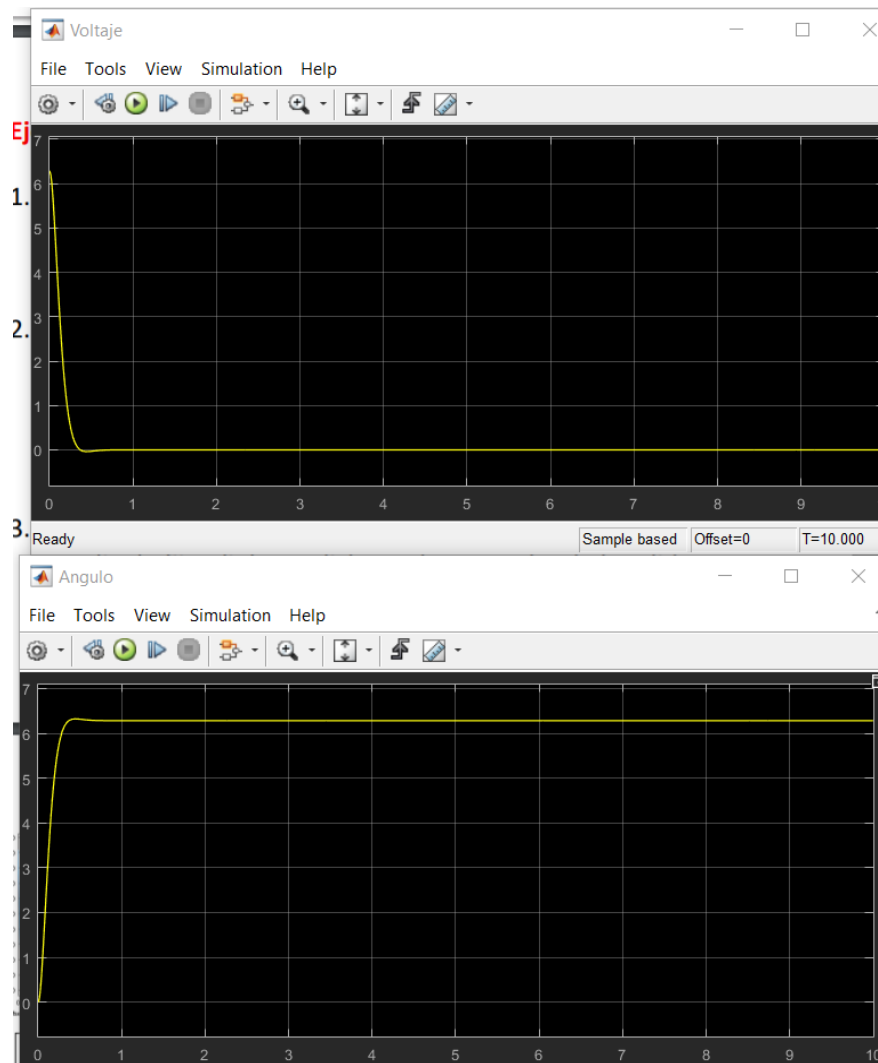 Voltaje
File Tools View Simulation Help
Ej
1.
2.
3.
7
6
5
4
3
2
1
0
0 1 2 3 4 5 6 7 8 9
Ready Sample based Offset=0 T=10.000
Angulo
File Tools View Simulation Help
7
6
5
4
3
2
1
0
0 1 2 3 4 5 6 7 8 9 10